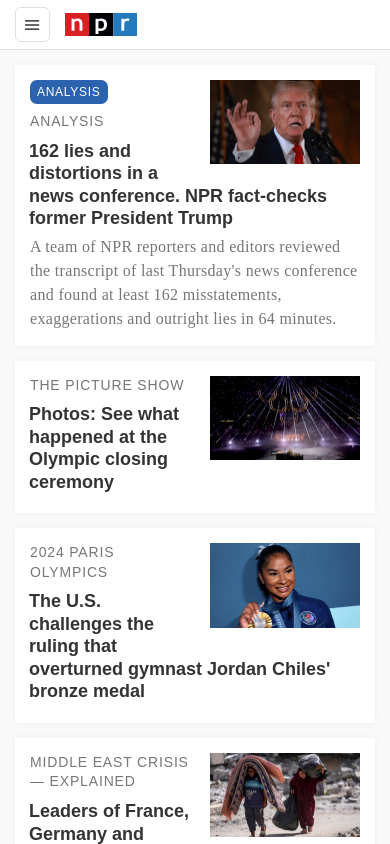 npr
ANALYSIS
ANALYSIS
162 lies and
distortions in a
news conference. NPR fact-checks
former President Trump
A team of NPR reporters and editors reviewed
the transcript of last Thursday's news conference
and found at least 162 misstatements,
exaggerations and outright lies in 64 minutes.
THE PICTURE SHOW
Photos: See what
happened at the
Olympic closing
ceremony
2024 PARIS
OLYMPICS
The U.S.
challenges the
ruling that
overturned gymnast Jordan Chiles'
bronze medal
MIDDLE EAST CRISIS
— EXPLAINED
Leaders of France,
Germany and